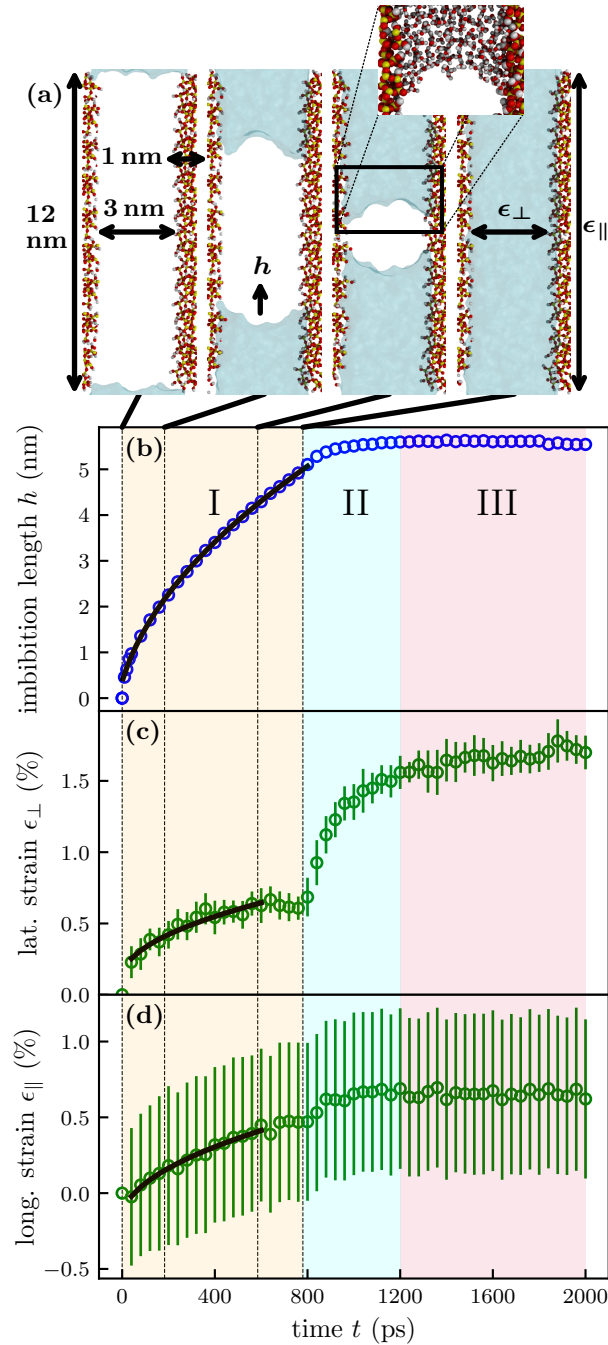 (a)
1 nm
12
nm
3 nm
h
ϵ⊥
ϵ∥
(b)
I
II
III
imbibition length h (nm)
5
4
3
2
1
0
(c)
lat. strain ϵ⊥ (%)
1.5
1.0
0.5
0.0
(d)
long. strain ϵ∥ (%)
1.0
0.5
0.0
−0.5
0 400 800 1200 1600 2000
time t (ps)